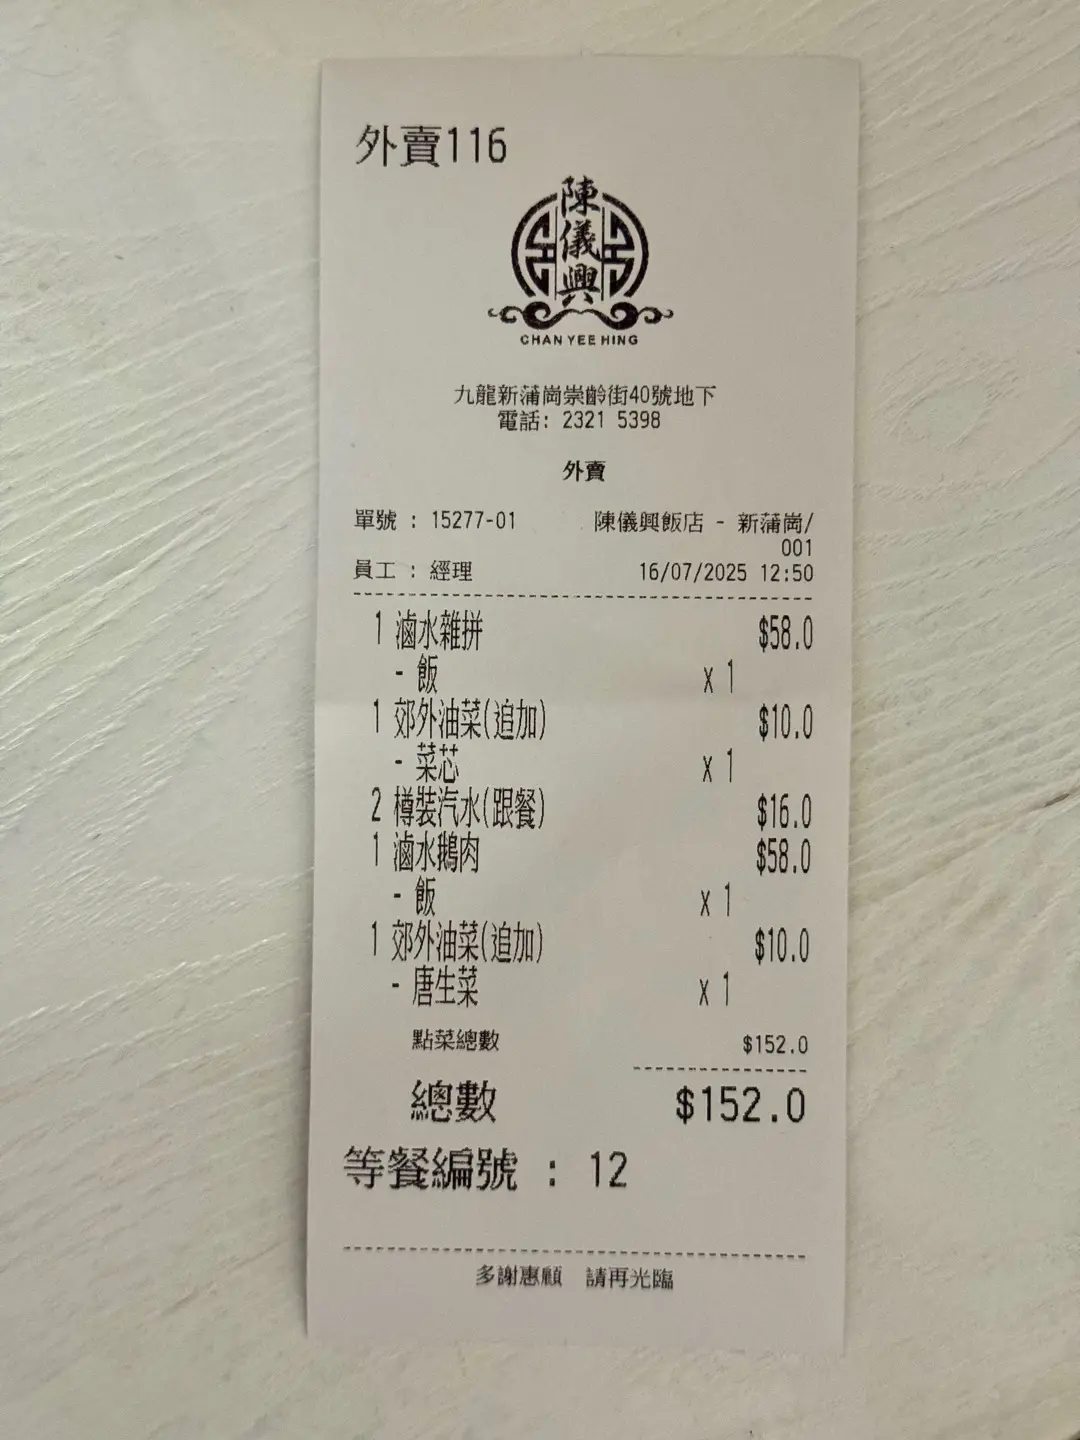 外賣116
陳儀興
CHAN YEE HING
九龍新蒲崗崇齡街40號地下
電話: 2321 5398
外賣
單號 : 15277-01 陳儀興飯店 - 新蒲崗/
001
員工 : 經理 16/07/2025 12:50
1 滷水雜拼 $58.0
- 飯 x 1
1 郊外油菜(追加) $10.0
- 菜芯 x 1
2 樽裝汽水(跟餐) $16.0
1 滷水鵝肉 $58.0
- 飯 x 1
1 郊外油菜(追加) $10.0
- 唐生菜 x 1
點菜總數 $152.0
總數 $152.0
等餐編號 : 12
多謝惠顧 請再光臨